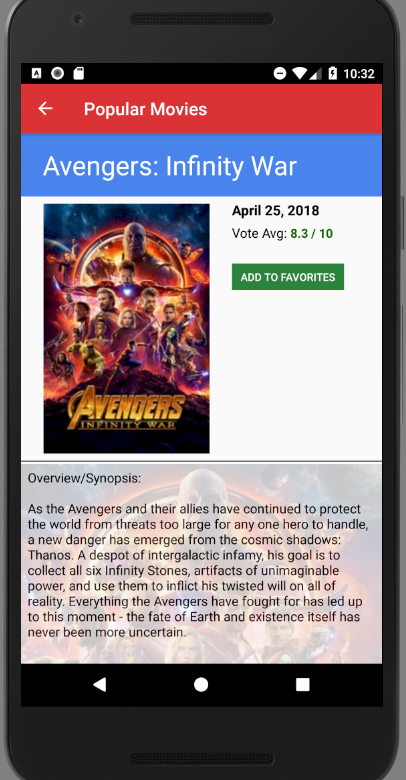 10:32
Popular Movies
Avengers: Infinity War
April 25, 2018
Vote Avg: 8.3 / 10
ADD TO FAVORITES
AVENGERS
INFINITY WAR
Overview/Synopsis:
As the Avengers and their allies have continued to protect
the world from threats too large for any one hero to handle,
a new danger has emerged from the cosmic shadows:
Thanos. A despot of intergalactic infamy, his goal is to
collect all six Infinity Stones, artifacts of unimaginable
power, and use them to inflict his twisted will on all of
reality. Everything the Avengers have fought for has led up
to this moment - the fate of Earth and existence itself has
never been more uncertain.